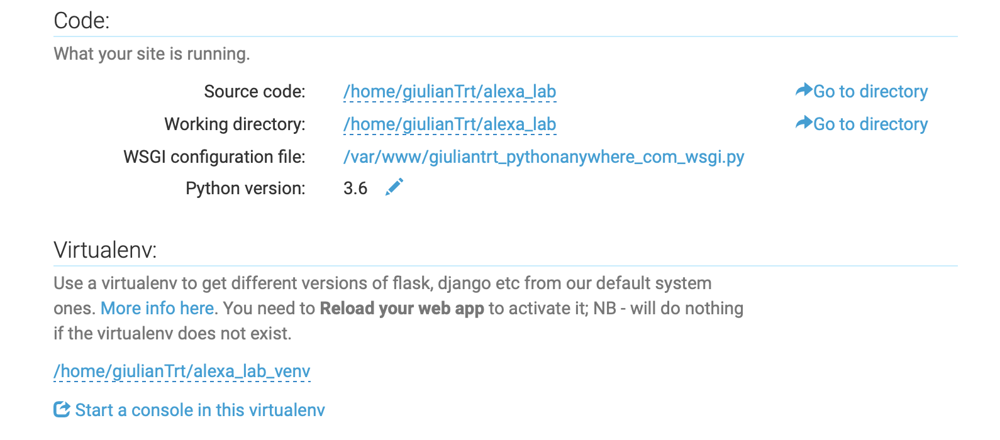 Code:
What your site is running.
Source code: /home/giulianTrt/alexa_lab Go to directory
Working directory: /home/giulianTrt/alexa_lab Go to directory
WSGI configuration file: /var/www/giuliantrt_pythonanywhere_com_wsgi.py
Python version: 3.6
Virtualenv:
Use a virtualenv to get different versions of flask, django etc from our default system
ones. More info here. You need to Reload your web app to activate it; NB - will do nothing
if the virtualenv does not exist.
/home/giulianTrt/alexa_lab_venv
Start a console in this virtualenv